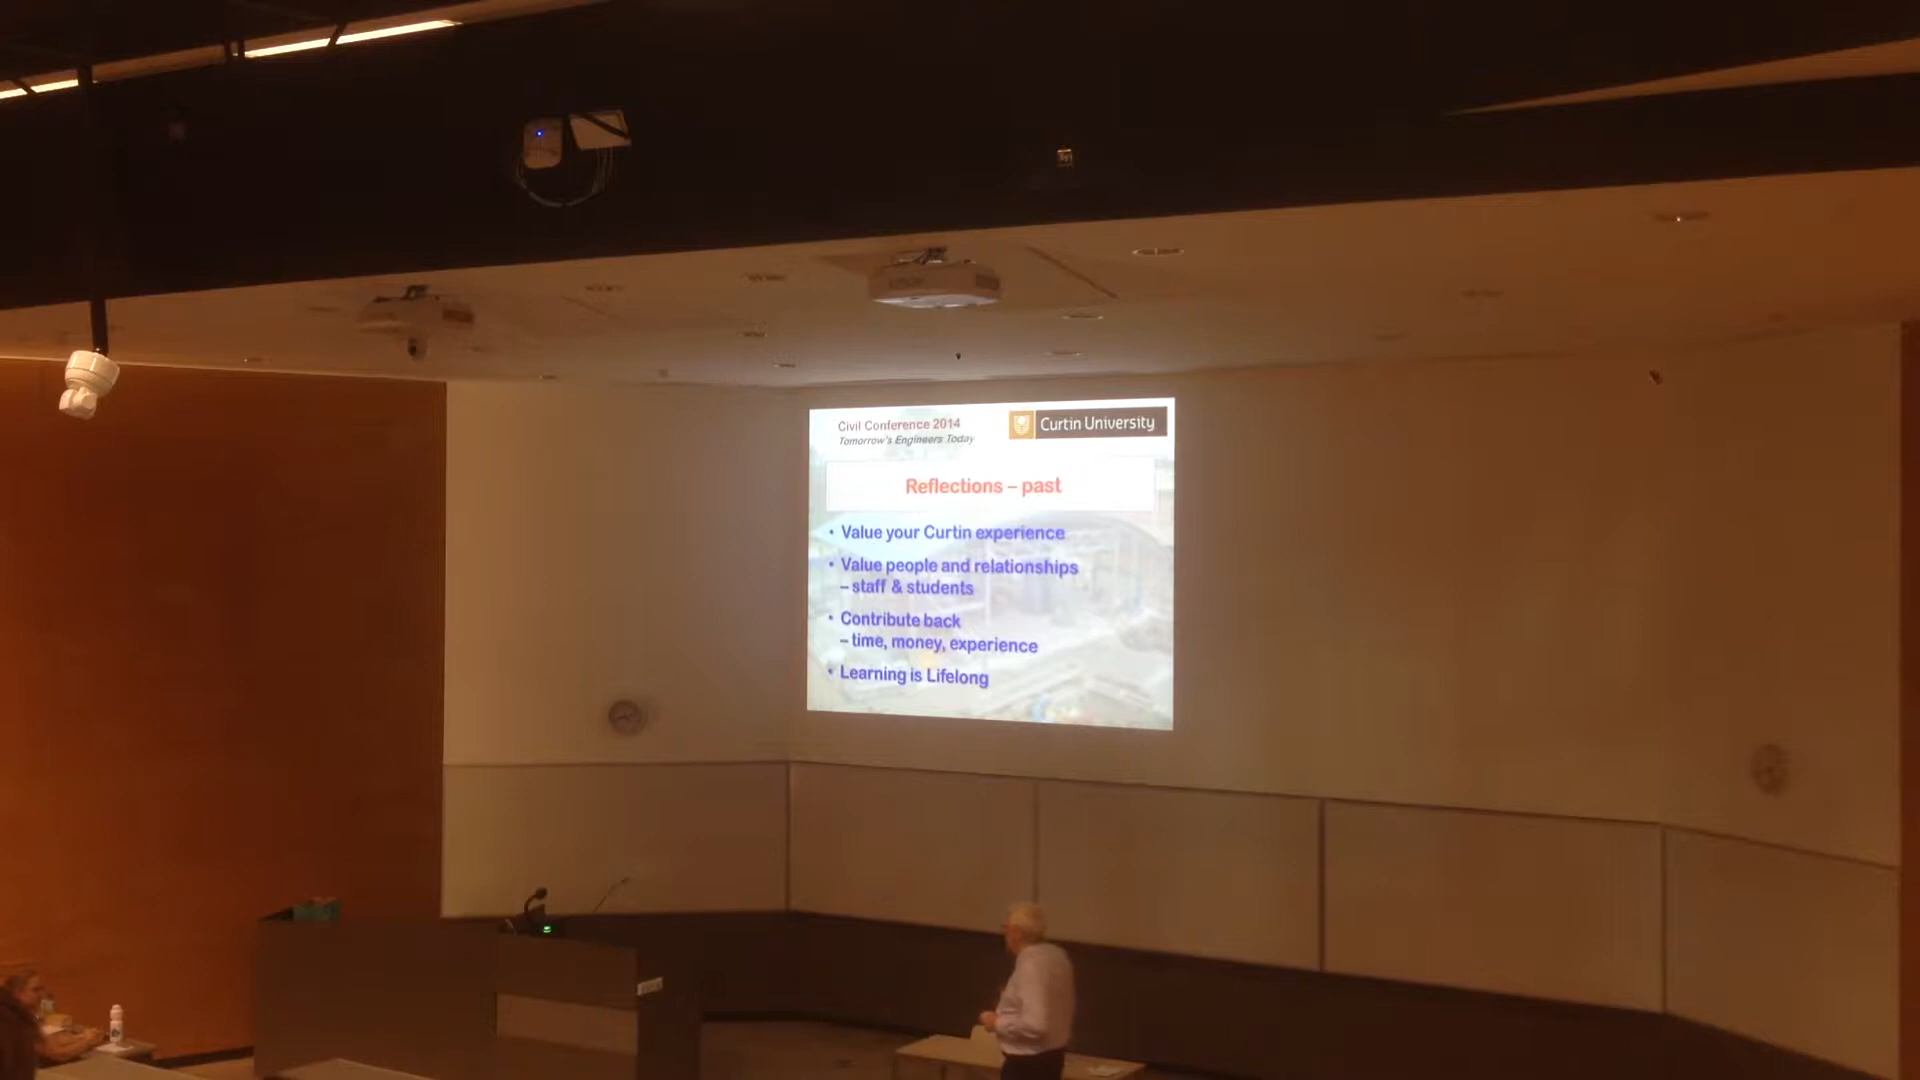 Civil Conference 2014
Tomorrow's Engineers Today
Curtin University
Reflections – past
• Value your Curtin experience
• Value people and relationships
– staff & students
• Contribute back
– time, money, experience
• Learning is Lifelong